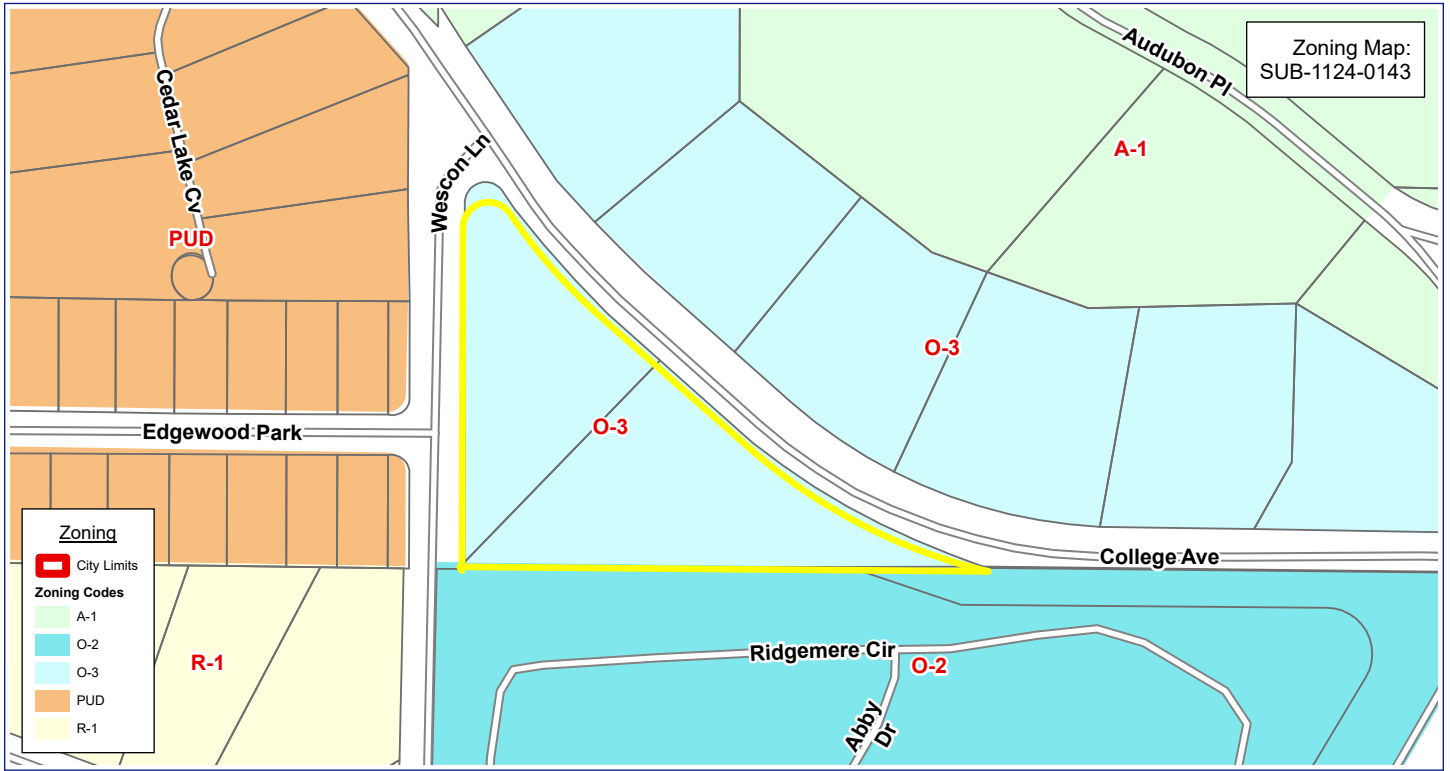 Zoning Map:
SUB-1124-0143
Audubon Pl
Cedar Lake Cv
Wescon Ln
A-1
PUD
O-3
O-3
Edgewood Park
College Ave
Ridgemere Cir
O-2
R-1
Abby
Dr
Zoning
City Limits
Zoning Codes
A-1
O-2
O-3
PUD
R-1